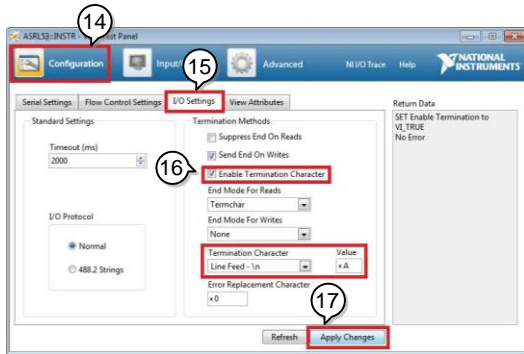 14
ASRL53::INSTR - 
Configuration
Input/
Advanced
NI I/O Trace
Help
NATIONAL
INSTRUMENTS
15
Serial Settings
Flow Control Settings
I/O Settings
View Attributes
Return Data
SET Enable Termination to
VI_TRUE
No Error
Standard Settings
Timeout (ms)
2000
I/O Protocol
Normal
488.2 Strings
Termination Methods
Suppress End On Reads
Send End On Writes
16
Enable Termination Character
End Mode For Reads
Termchar
End Mode For Writes
None
Termination Character
Value
Line Feed - \n
xA
Error Replacement Character
x0
17
Refresh
Apply Changes